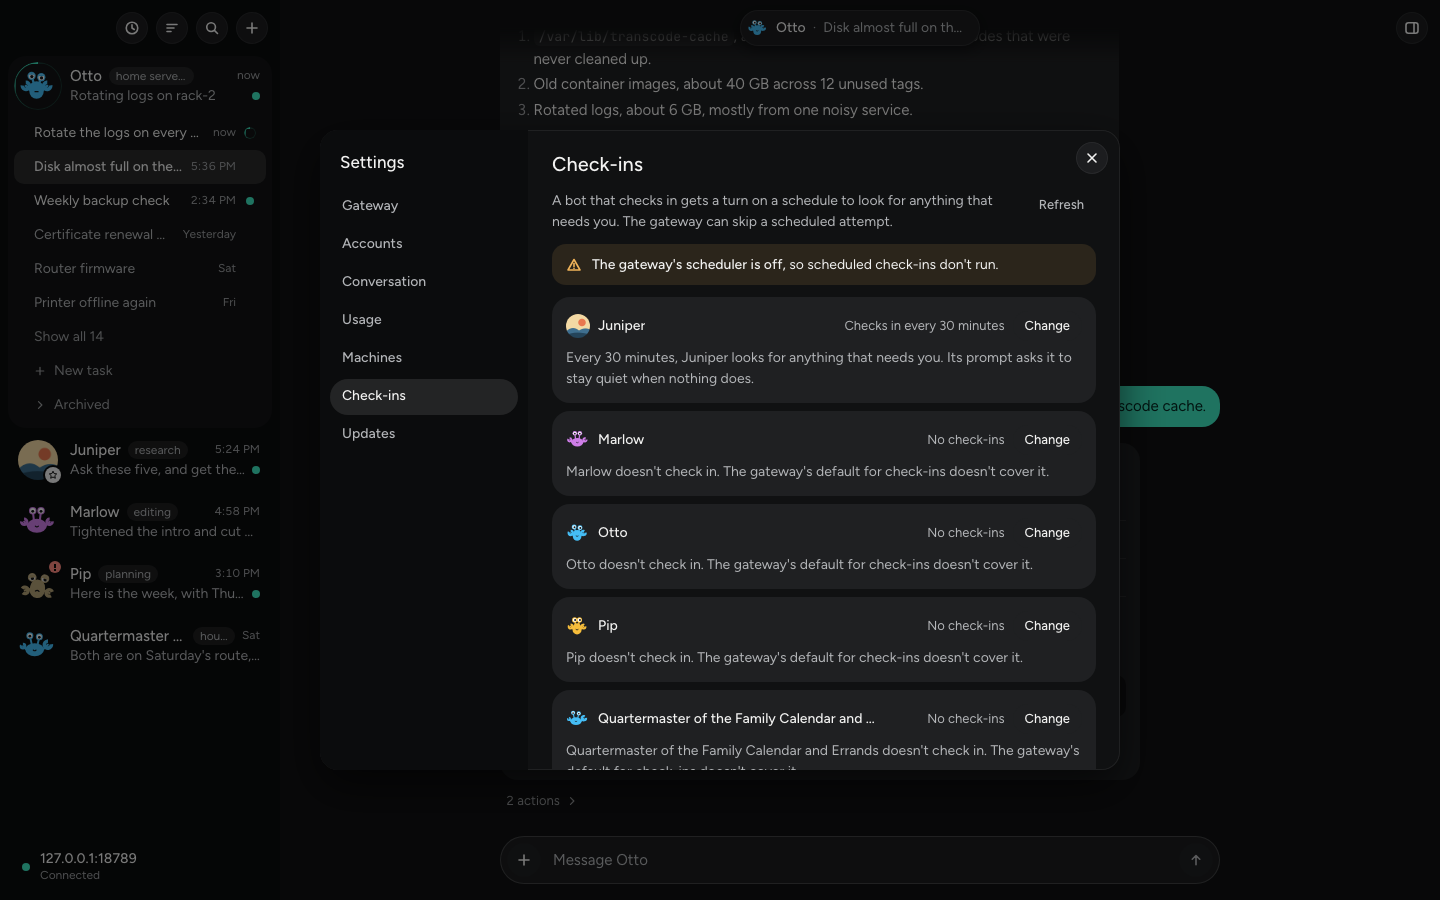 Otto · Disk almost full on th...
Otto home serve... now
Rotating logs on rack-2
Rotate the logs on every ... now
Disk almost full on the... 5:36 PM
Weekly backup check 2:34 PM
Certificate renewal ... Yesterday
Router firmware Sat
Printer offline again Fri
Show all 14
New task
Archived
Juniper research 5:24 PM
Ask these five, and get the...
Marlow editing 4:58 PM
Tightened the intro and cut ...
Pip planning 3:10 PM
Here is the week, with Thu...
Quartermaster ... hou... Sat
Both are on Saturday's route,...
127.0.0.1:18789
Connected
1. /var/lib/transcode-cache, that were
never cleaned up.
2. Old container images, about 40 GB across 12 unused tags.
3. Rotated logs, about 6 GB, mostly from one noisy service.
cache.
Settings
Gateway
Accounts
Conversation
Usage
Machines
Check-ins
Updates
Check-ins
A bot that checks in gets a turn on a schedule to look for anything that
needs you. The gateway can skip a scheduled attempt.
Refresh
The gateway's scheduler is off, so scheduled check-ins don't run.
Juniper Checks in every 30 minutes Change
Every 30 minutes, Juniper looks for anything that needs you. Its prompt asks it to
stay quiet when nothing does.
Marlow No check-ins Change
Marlow doesn't check in. The gateway's default for check-ins doesn't cover it.
Otto No check-ins Change
Otto doesn't check in. The gateway's default for check-ins doesn't cover it.
Pip No check-ins Change
Pip doesn't check in. The gateway's default for check-ins doesn't cover it.
Quartermaster of the Family Calendar and ... No check-ins Change
Quartermaster of the Family Calendar and Errands doesn't check in. The gateway's
default for check-ins doesn't cover it.
2 actions
Message Otto